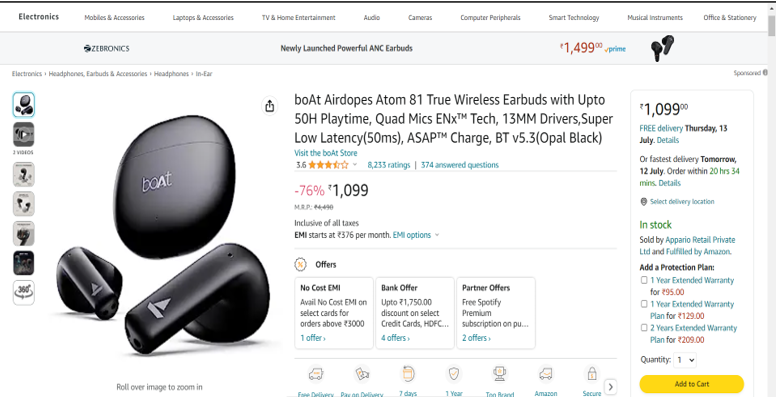 Electronics
Mobiles & Accessories
Laptops & Accessories
TV & Home Entertainment
Audio
Cameras
Computer Peripherals
Smart Technology
Musical Instruments
Office & Stationery
ZEBRONICS
Newly Launched Powerful ANC Earbuds
₹1,499⁰⁰ prime
Electronics › Headphones, Earbuds & Accessories › Headphones › In-Ear
Sponsored
2 VIDEOS
360°
boAt
Roll over image to zoom in
boAt Airdopes Atom 81 True Wireless Earbuds with Upto
50H Playtime, Quad Mics ENx™ Tech, 13MM Drivers,Super
Low Latency(50ms), ASAP™ Charge, BT v5.3(Opal Black)
Visit the boAt Store
3.6 8,233 ratings | 374 answered questions
-76% ₹1,099
M.R.P.: ₹4,490
Inclusive of all taxes
EMI starts at ₹376 per month. EMI options
Offers
No Cost EMI
Avail No Cost EMI on
select cards for
orders above ₹3000
1 offer ›
Bank Offer
Upto ₹1,750.00
discount on select
Credit Cards, HDFC...
4 offers ›
Partner Offers
Free Spotify
Premium
subscription on pu...
2 offers ›
Free Delivery
Pay on Delivery
7 days
1 Year
Top Brand
Amazon
Secure
₹1,099⁰⁰
FREE delivery Thursday, 13
July. Details
Or fastest delivery Tomorrow,
12 July. Order within 20 hrs 34
mins. Details
Select delivery location
In stock
Sold by Appario Retail Private
Ltd and Fulfilled by Amazon.
Add a Protection Plan:
1 Year Extended Warranty
for ₹95.00
1 Year Extended Warranty
Plan for ₹129.00
2 Years Extended Warranty
Plan for ₹209.00
Quantity: 1
Add to Cart